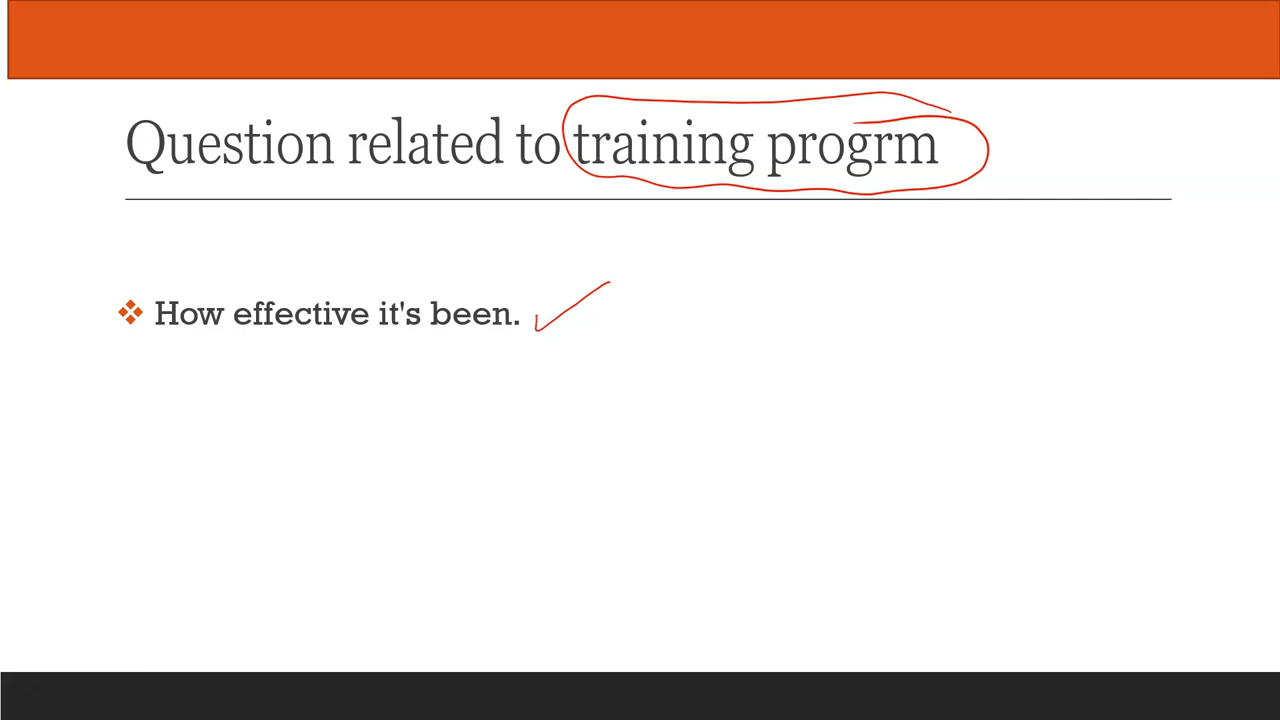 Question related to training progrm
How effective it's been.